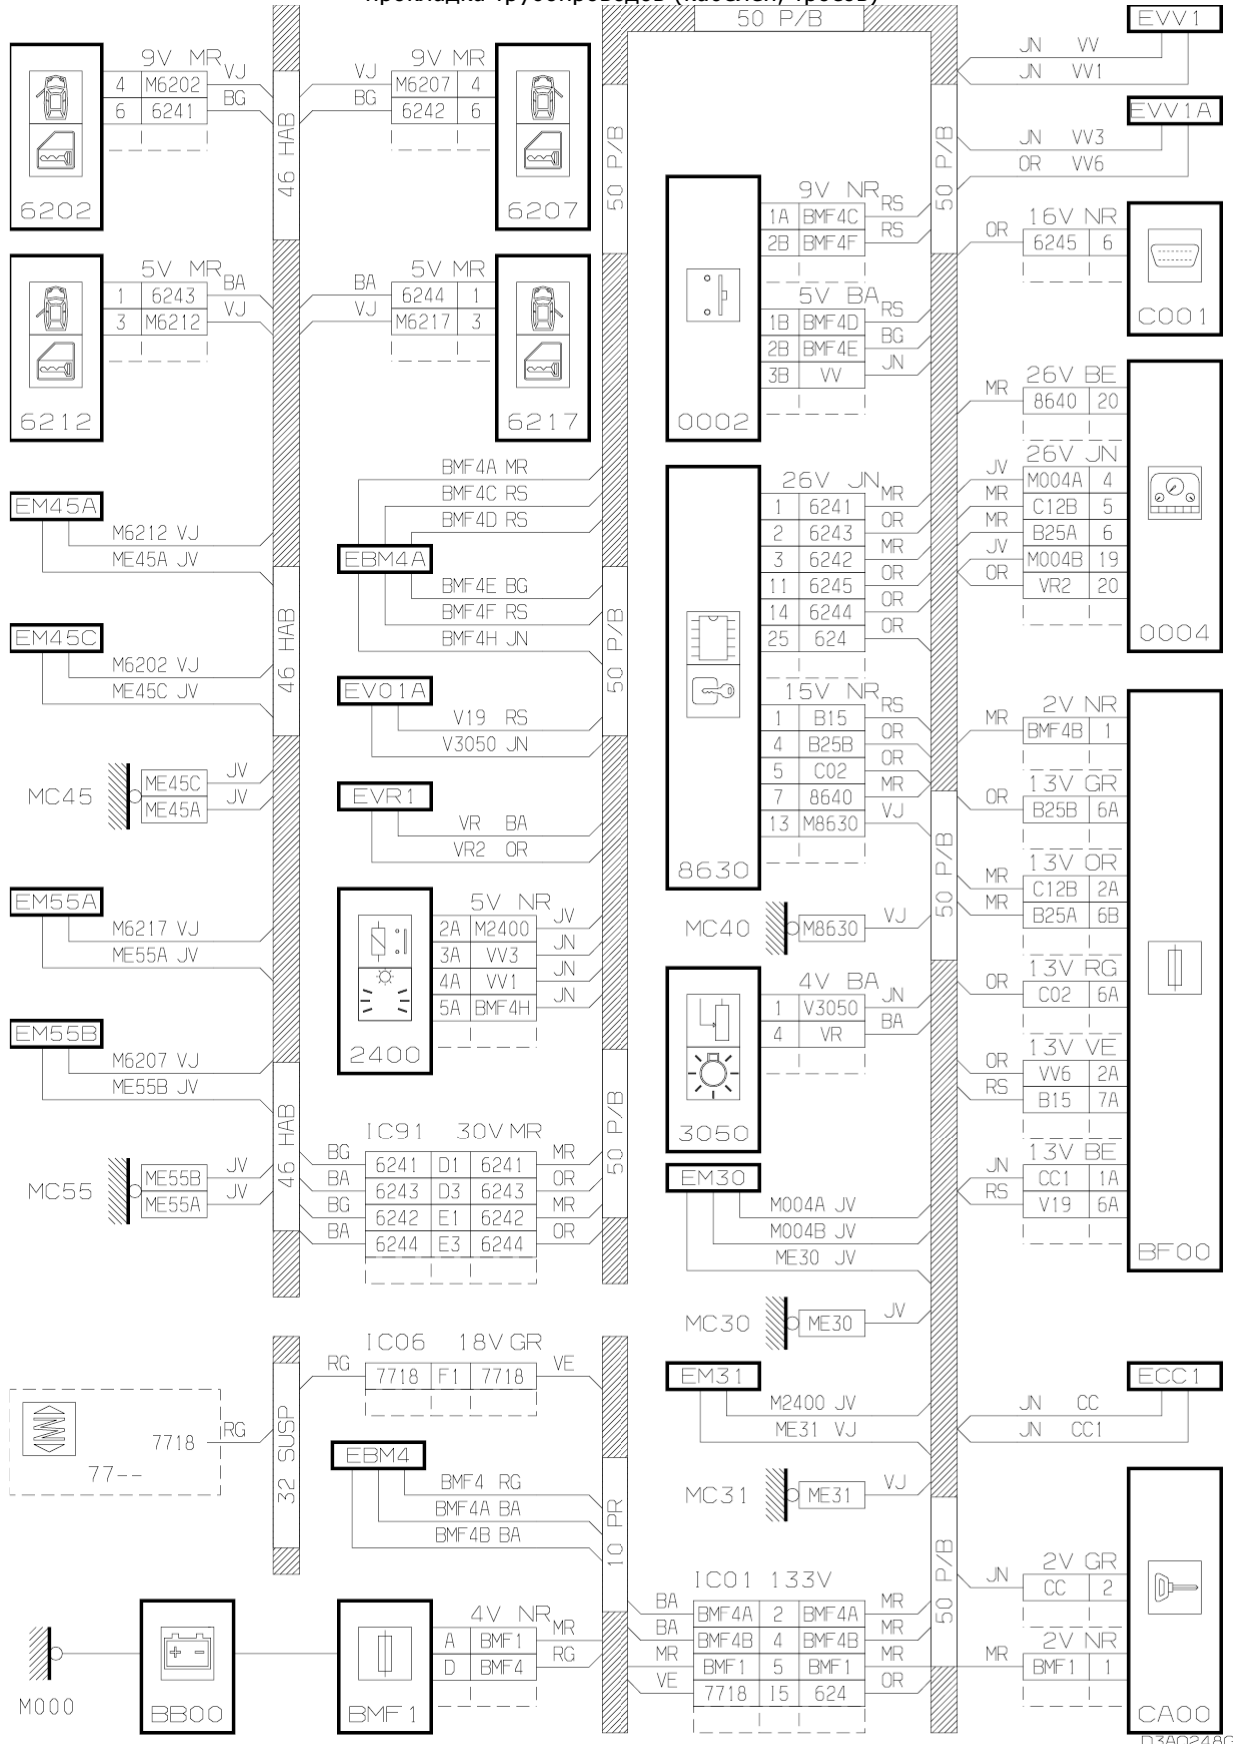 прокладка трубопроводов (кабелей, тросов)
50 P/B
EVV1
JN VV
JN VV1
9V MR
4 M6202 VJ
6 6241 BG
6202
46 HAB
9V MR
VJ M6207 4
BG 6242 6
6207
50 P/B
50 P/B
EVV1A
JN VV3
OR VV6
9V NR
1A BMF4C RS
2B BMF4F RS
5V BA
1B BMF4D RS
2B BMF4E BG
3B VV JN
0002
16V NR
OR 6245 6
C001
5V MR
1 6243 BA
3 M6212 VJ
6212
5V MR
BA 6244 1
VJ M6217 3
6217
26V BE
MR 8640 20
26V JN
JV M004A 4
MR C12B 5
MR B25A 6
JV M004B 19
OR VR2 20
0004
BMF4A MR
BMF4C RS
BMF4D RS
EBM4A
BMF4E BG
BMF4F RS
BMF4H JN
EM45A
M6212 VJ
ME45A JV
46 HAB
50 P/B
EM45C
M6202 VJ
ME45C JV
26V JN
1 6241 MR
2 6243 OR
3 6242 MR
11 6245 OR
14 6244 OR
25 624 OR
15V NR
1 B15 RS
4 B25B OR
5 C02 OR
7 8640 MR
13 M8630 VJ
8630
EV01A
V19 RS
V3050 JN
MC45
ME45C JV
ME45A JV
EVR1
VR BA
VR2 OR
2V NR
MR BMF4B 1
13V GR
OR B25B 6A
13V OR
MR C12B 2A
MR B25A 6B
13V RG
OR C02 6A
13V VE
OR VV6 2A
RS B15 7A
13V BE
JN CC1 1A
RS V19 6A
BF00
50 P/B
EM55A
M6217 VJ
ME55A JV
5V NR
2A M2400 JV
3A VV3 JN
4A VV1 JN
5A BMF4H JN
2400
MC40
M8630 VJ
4V BA
1 V3050 JN
4 VR BA
3050
EM55B
M6207 VJ
ME55B JV
46 HAB
50 P/B
IC91 30V MR
BG 6241 D1 6241 MR
BA 6243 D3 6243 OR
BG 6242 E1 6242 MR
BA 6244 E3 6244 OR
MC55
ME55B JV
ME55A JV
EM30
M004A JV
M004B JV
ME30 JV
MC30
ME30 JV
IC06 18V GR
RG 7718 F1 7718 VE
7718 RG
77--
32 SUSP
EM31
M2400 JV
ME31 VJ
ECC1
JN CC
JN CC1
EBM4
BMF4 RG
BMF4A BA
BMF4B BA
10 PR
MC31
ME31 VJ
50 P/B
IC01 133V
BA BMF4A 2 BMF4A MR
BA BMF4B 4 BMF4B MR
MR BMF1 5 BMF1 MR
VE 7718 15 624 OR
2V GR
JN CC 2
2V NR
MR BMF1 1
CA00
M000
BB00
4V NR
A BMF1 MR
D BMF4 RG
BMF1
D3A0248G